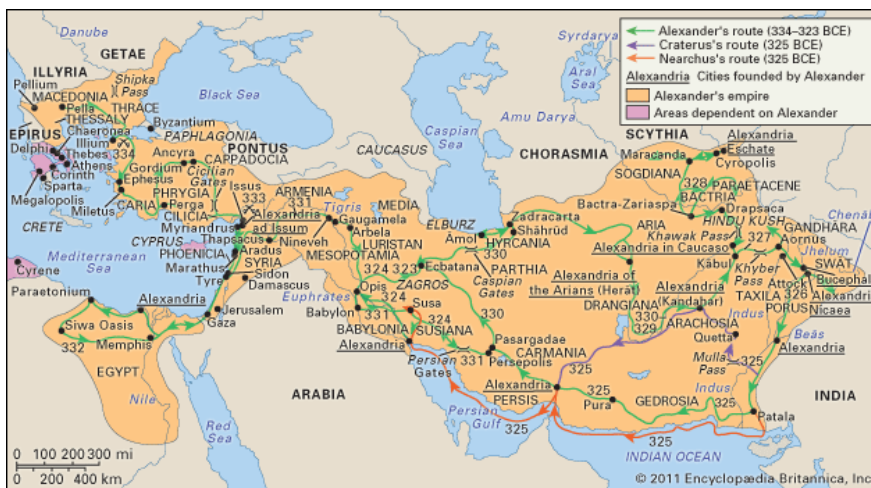 Alexander's route (334–323 BCE)
Craterus's route (325 BCE)
Nearchus's route (325 BCE)
Alexandria Cities founded by Alexander
Alexander's empire
Areas dependent on Alexander
Danube
GETAE
ILLYRIA
Shipka
Pass
Pellium
MACEDONIA
Pella
THRACE
THESSALY
Byzantium
Black Sea
EPIRUS
Chaeronea
Illium
PAPHLAGONIA
PONTUS
Delphi
Thebes
334
Athens
Corinth
Sparta
Megalopolis
Ancyra
CAPPADOCIA
Gordium
Cicilian
Gates
Ephesus
PHRYGIA
Miletus
CARIA
Perga
CILICIA
Issus
333
CRETE
CYPRUS
Myriandrus
Alexandria
ad Issum
Thapsacus
PHOENICIA
Aradus
SYRIA
Marathus
Sidon
Tyre
Damascus
Mediterranean
Sea
Cyrene
Paraetonium
Alexandria
Jerusalem
Gaza
Siwa Oasis
Memphis
332
EGYPT
Nile
Red
Sea
ARABIA
CAUCASUS
Caspian
Sea
ARMENIA
331
Tigris
MEDIA
Gaugamela
Arbela
Nineveh
MESOPOTAMIA
LURISTAN
324
323
Ecbatana
ZAGROS
Opis
Euphrates
324
331
Babylon
Susa
324
BABYLONIA
SUSIANA
Alexandria
Persian
Gates
331
330
Pasargadae
Persepolis
CARMANIA
Alexandria
PERSIS
Persian
Gulf
325
ELBURZ
Āmol
Zadracarta
Shāhrūd
HYRCANIA
330
PARTHIA
Caspian
Gates
Syrdarya
Aral
Sea
Amu Darya
CHORASMIA
SCYTHIA
Alexandria
Eschate
Maracanda
Cyropolis
SOGDIANA
328
PARAETACENE
BACTRIA
Bactra-Zariaspa
Drapsaca
HINDU KUSH
ARIA
Khawak Pass
327
GANDHĀRA
Aornus
Chenāb
Alexandria in Caucaso
Jhelum
SWĀT
Alexandria of
the Arians (Herāt)
Kābul
Khyber
Pass
Bucephala
Attock
DRANGIANA
Alexandria
(Kandahar)
TAXILA
326
Alexandria
Nicaea
PORUS
330–
329
ARACHOSIA
Indus
Quetta
Beās
Alexandria
Mulla
Pass
325
325
Indus
325
Pura
GEDROSIA
325
Patala
INDIA
325
INDIAN OCEAN
0 100 200 300 mi
0 200 400 km
© 2011 Encyclopædia Britannica, Inc